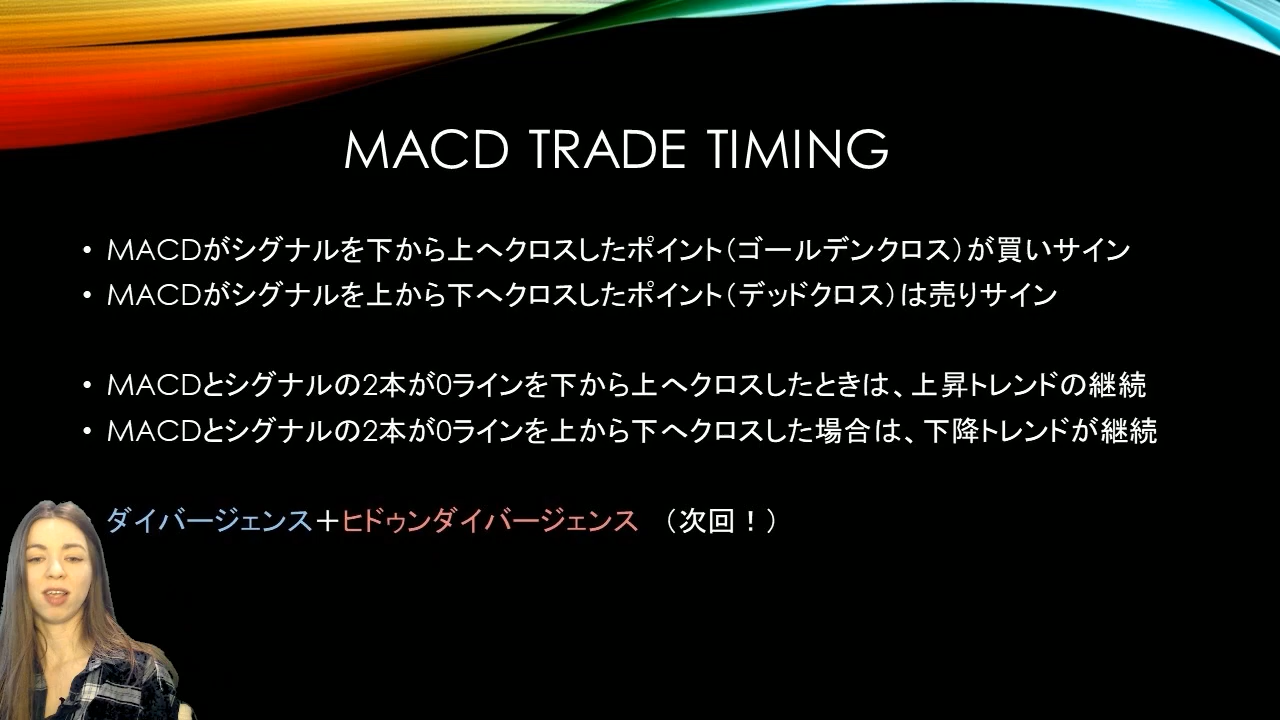 MACD TRADE TIMING
• MACDがシグナルを下から上へクロスしたポイント（ゴールデンクロス）が買いサイン
• MACDがシグナルを上から下へクロスしたポイント（デッドクロス）は売りサイン
• MACDとシグナルの2本が0ラインを下から上へクロスしたときは、上昇トレンドの継続
• MACDとシグナルの2本が0ラインを上から下へクロスした場合は、下降トレンドが継続
ダイバージェンス＋ヒドゥンダイバージェンス （次回！）